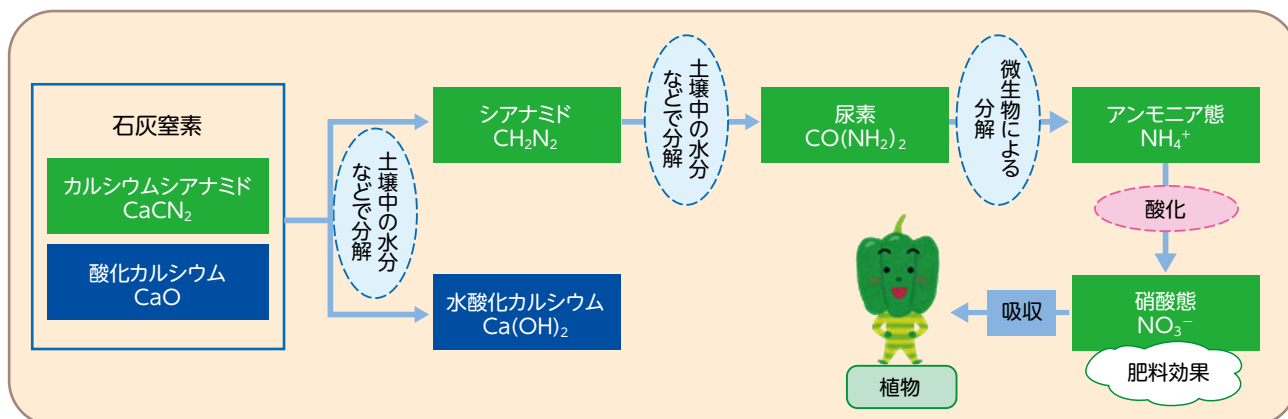 石灰窒素
カルシウムシアナミド
CaCN₂
酸化カルシウム
CaO
土壌中の水分
などで分解
シアナミド
CH₂N₂
水酸化カルシウム
Ca(OH)₂
土壌中の水分
などで分解
尿素
CO(NH₂)₂
微生物による
分解
アンモニア態
NH₄⁺
酸化
硝酸態
NO₃⁻
肥料効果
吸収
植物